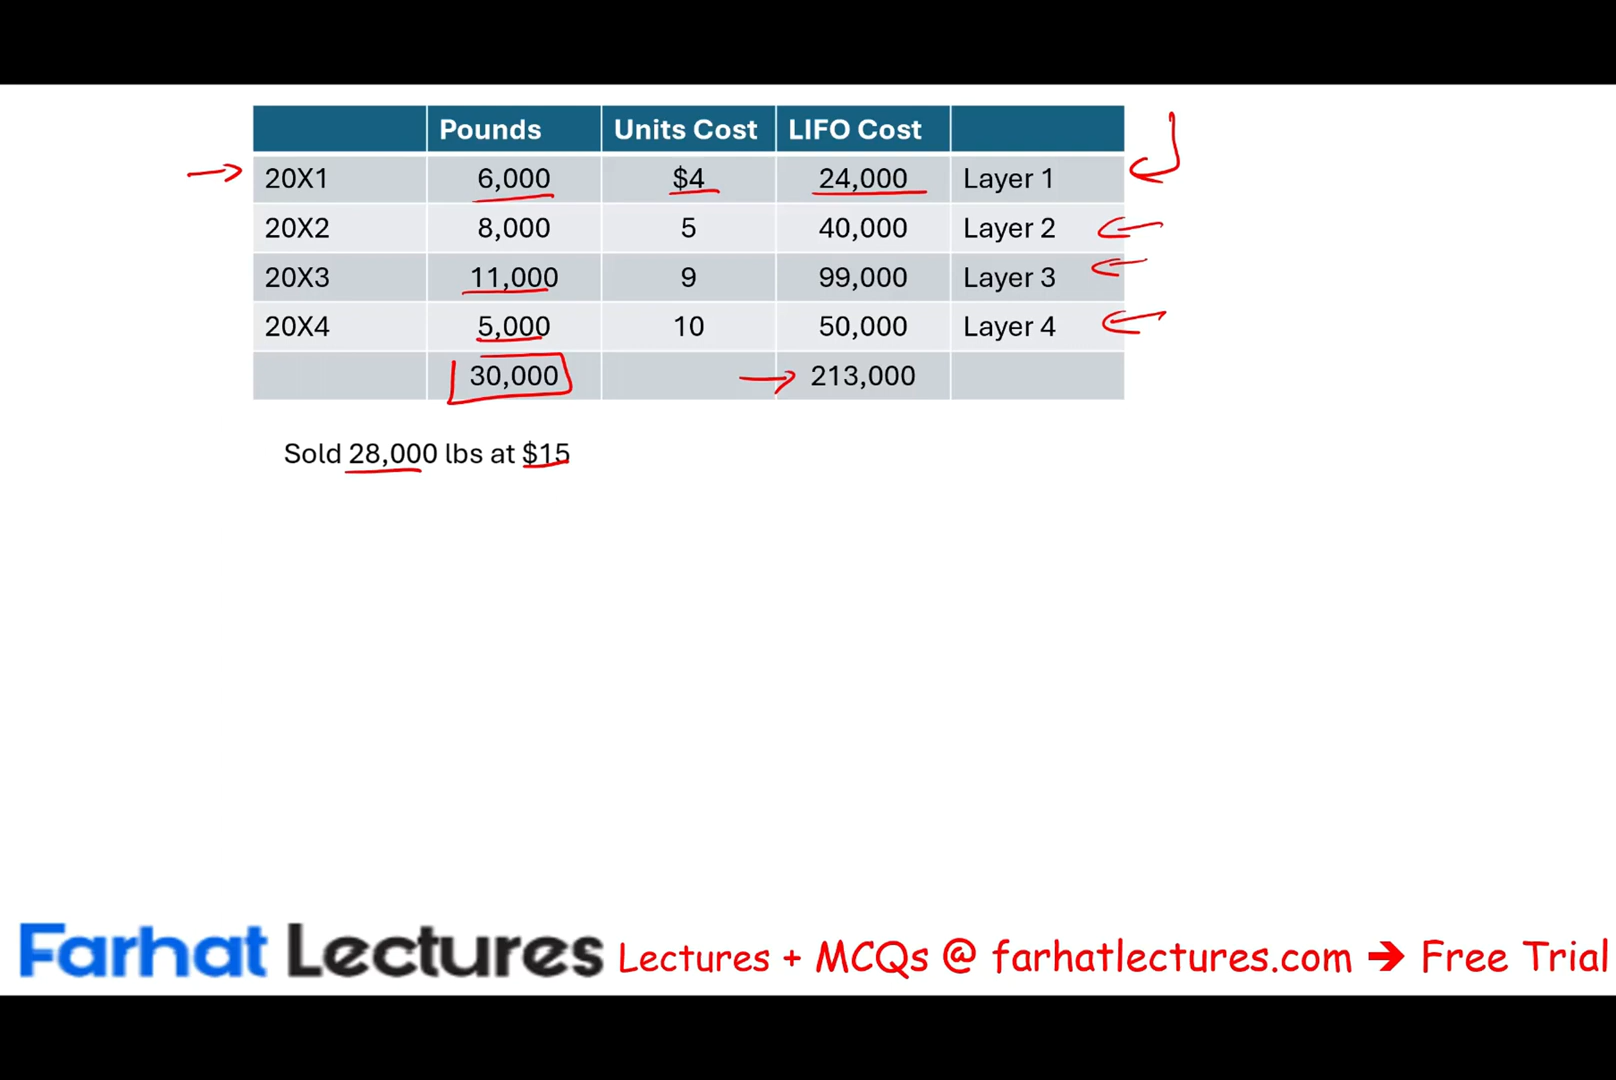 Pounds Units Cost LIFO Cost
20X1 6,000 $4 24,000 Layer 1
20X2 8,000 5 40,000 Layer 2
20X3 11,000 9 99,000 Layer 3
20X4 5,000 10 50,000 Layer 4
30,000 213,000
Sold 28,000 lbs at $15
Farhat Lectures Lectures + MCQs @ farhatlectures.com ➔ Free Trial